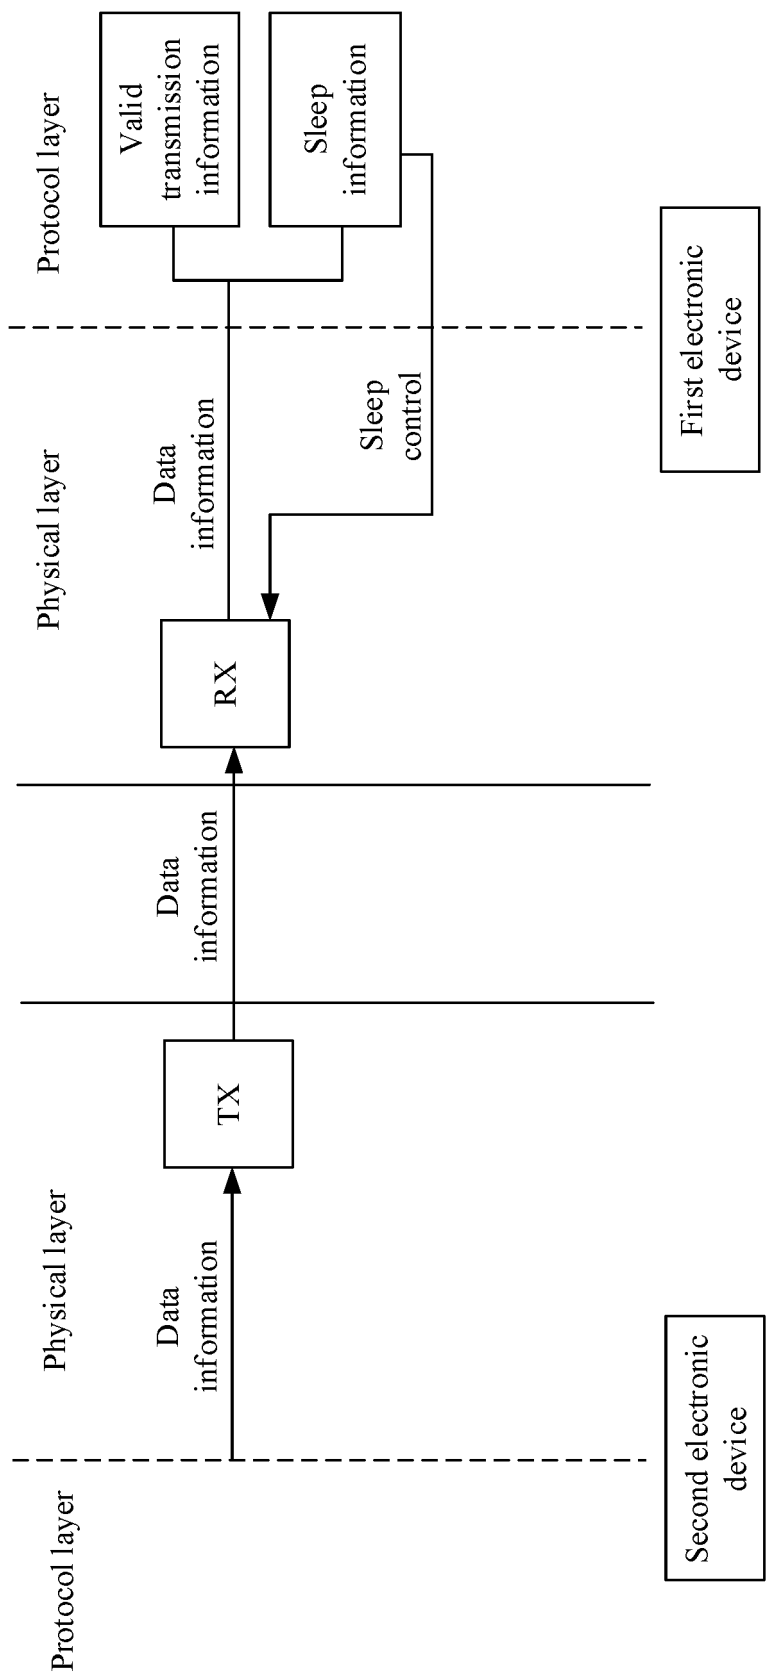 Protocol layer
Physical layer
Physical layer
Protocol layer
Data
information
TX
Data
information
RX
Data
information
Valid
transmission
information
Sleep
information
Sleep
control
Second electronic
device
First electronic
device